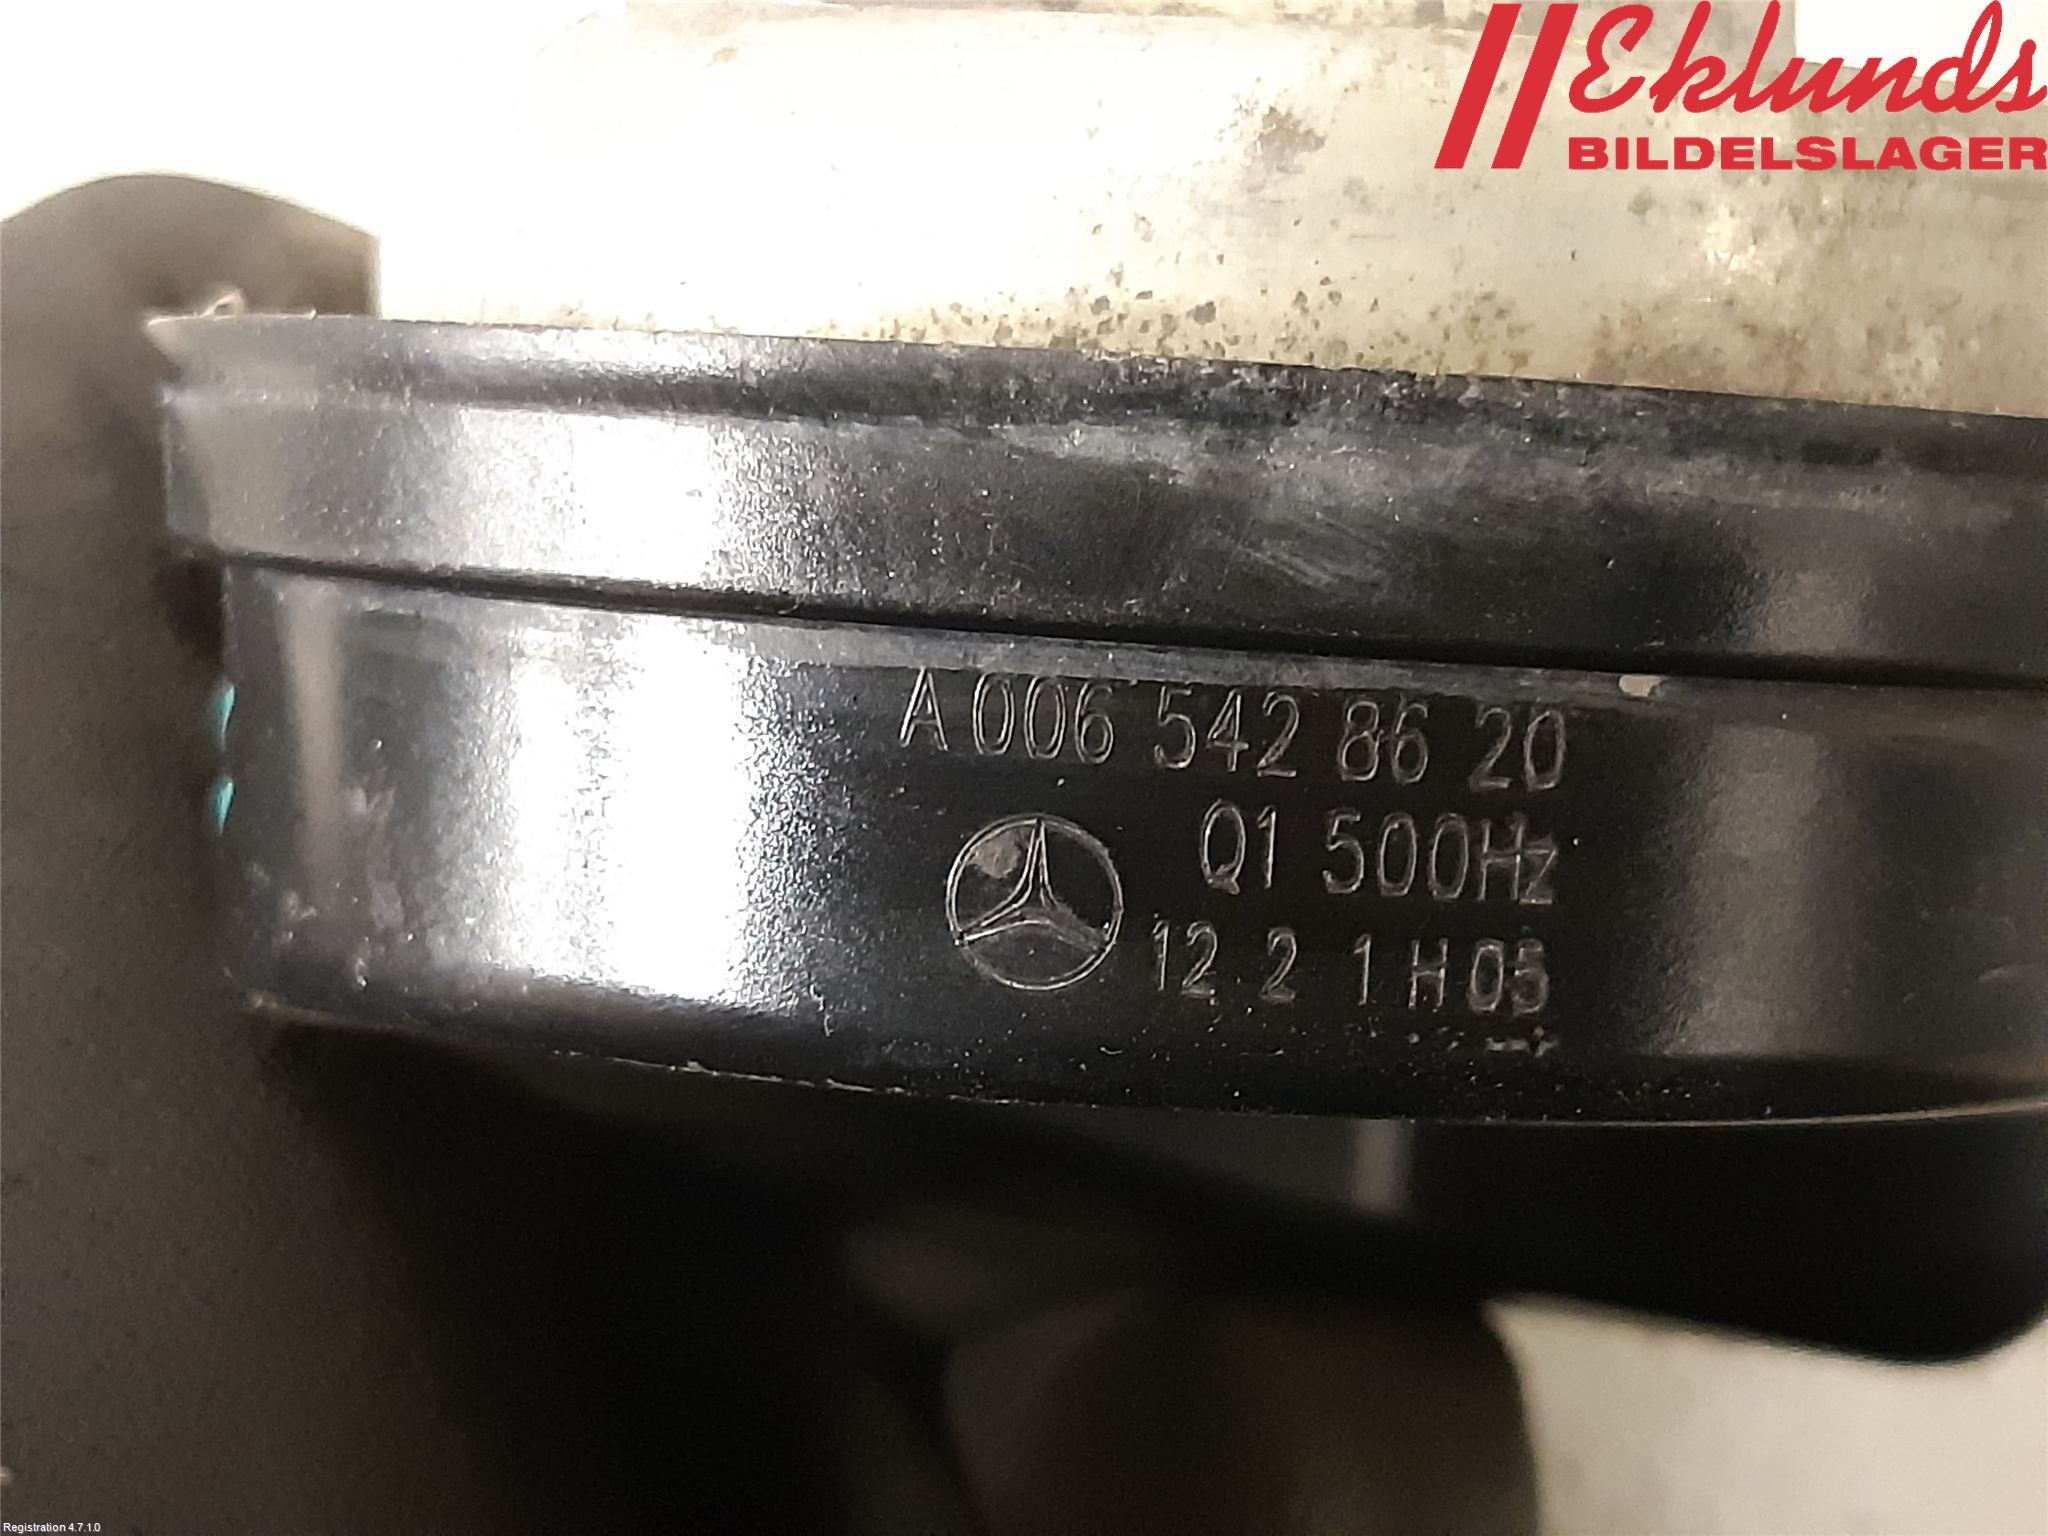 Eklunds
BILDELSLAGER
A 006 542 86 20
Q1 500Hz
12 2 1 H 05
Registration 4.7.1.0